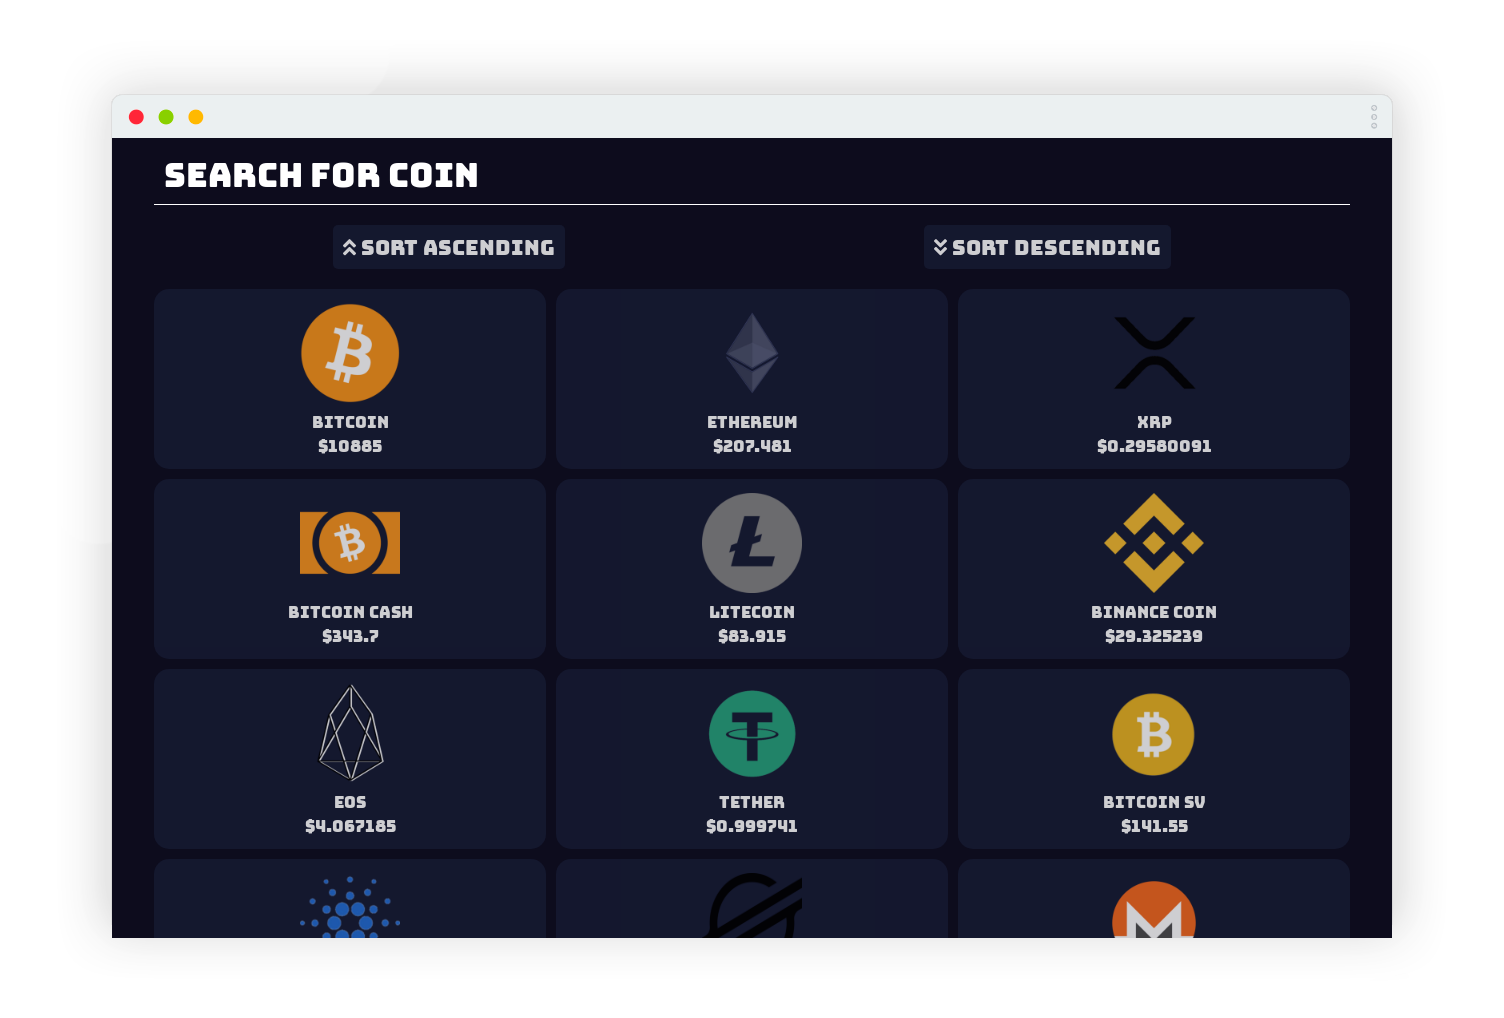 SEARCH FOR COIN
SORT ASCENDING
SORT DESCENDING
BITCOIN
$10885
ETHEREUM
$207.481
XRP
$0.29580091
BITCOIN CASH
$343.7
LITECOIN
$83.915
BINANCE COIN
$29.325239
EOS
$4.067185
TETHER
$0.999741
BITCOIN SV
$141.55